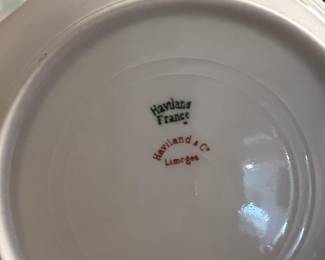 Haviland
France
Haviland & Co
Limoges